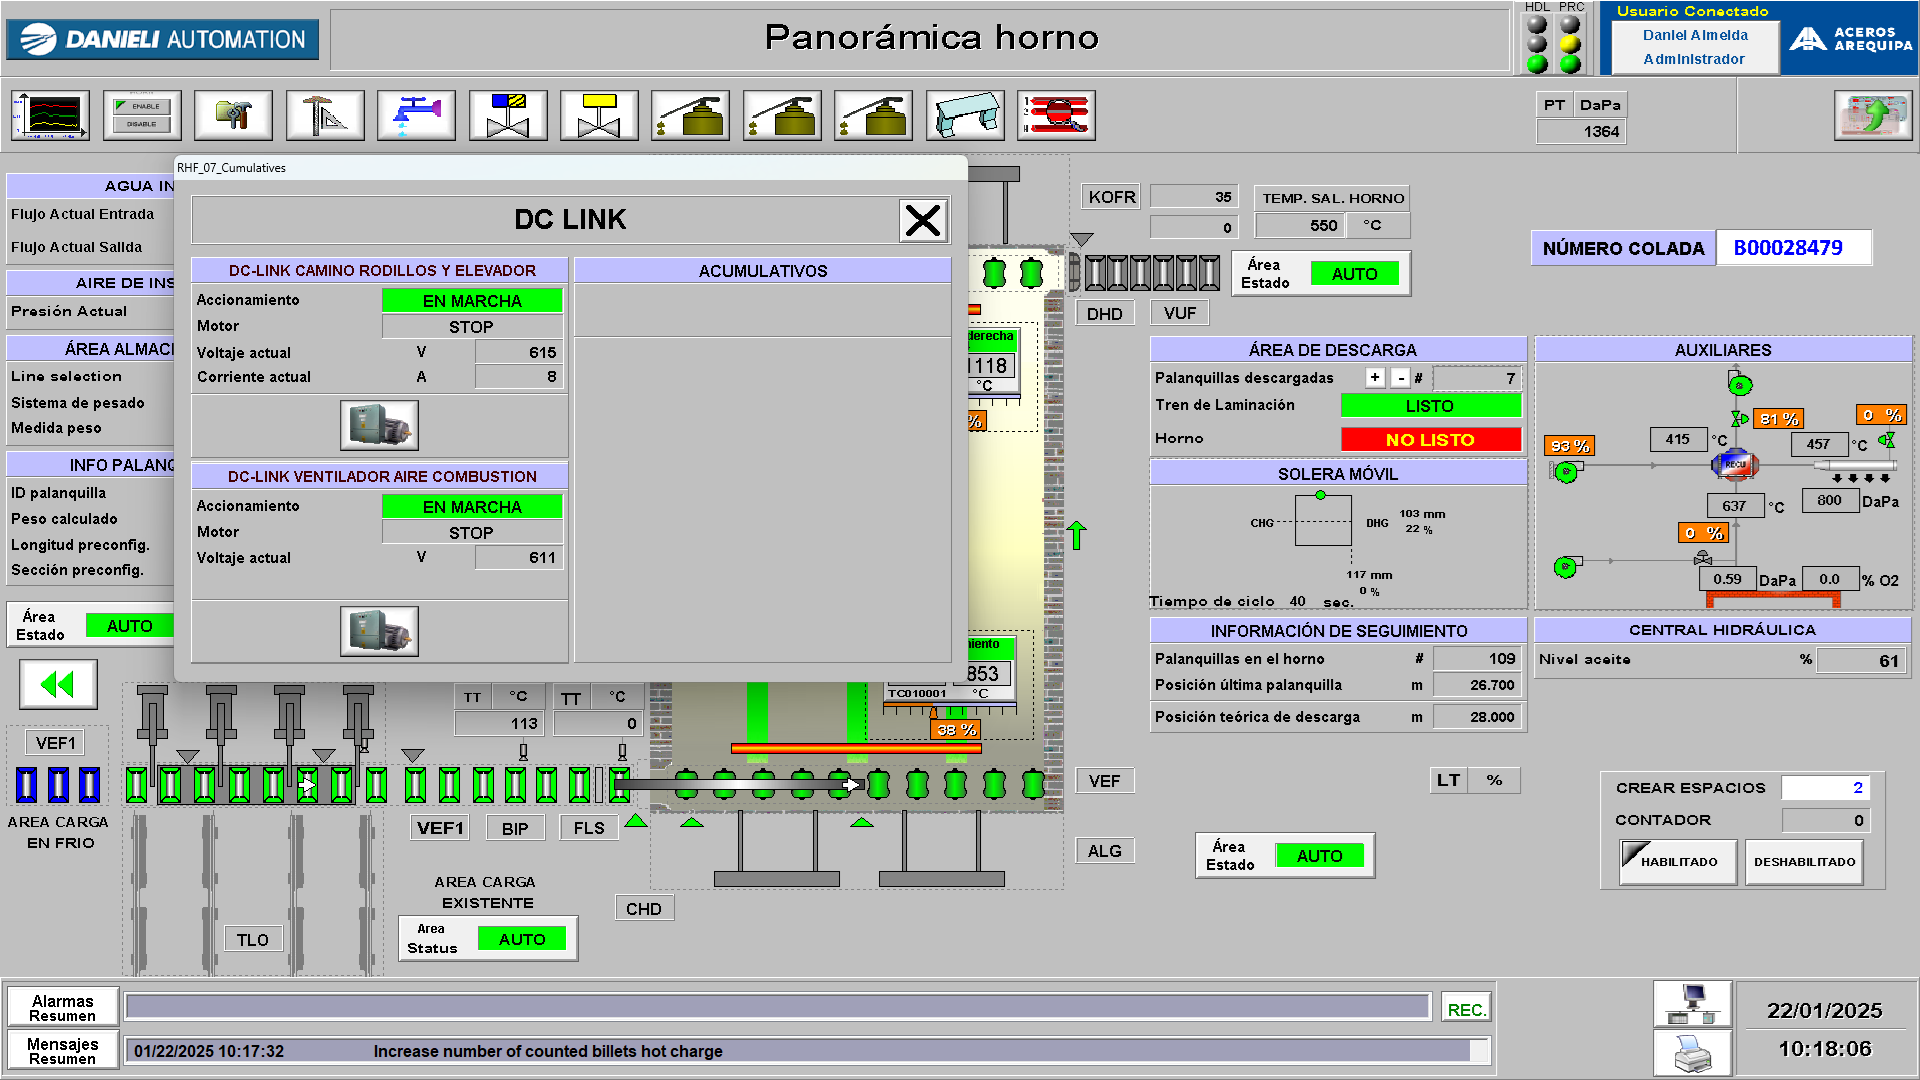 DANIELI AUTOMATION
Panorámica horno
HDL PRC
Usuario Conectado
Daniel Almeida
Administrador
ACEROS
AREQUIPA
ENABLE
DISABLE
PT DaPa
1364
RHF_07_Cumulatives
DC LINK
DC-LINK CAMINO RODILLOS Y ELEVADOR
Accionamiento EN MARCHA
Motor STOP
Voltaje actual V 615
Corriente actual A 8
DC-LINK VENTILADOR AIRE COMBUSTION
Accionamiento EN MARCHA
Motor STOP
Voltaje actual V 611
ACUMULATIVOS
AGUA IN
Flujo Actual Entrada
Flujo Actual Salida
AIRE DE INS
Presión Actual
ÁREA ALMAC
Line selection
Sistema de pesado
Medida peso
INFO PALANQ
ID palanquilla
Peso calculado
Longitud preconfig.
Sección preconfig.
Área
Estado
AUTO
VEF1
AREA CARGA
EN FRIO
TLO
TT °C
113
TT °C
0
VEF1
BIP
FLS
AREA CARGA
EXISTENTE
Area
Status
AUTO
CHD
derecha
1118
°C
%
iento
853
TC010001 °C
38 %
KOFR
35
0
TEMP. SAL. HORNO
550 °C
Área
Estado
AUTO
DHD
VUF
NÚMERO COLADA B00028479
ÁREA DE DESCARGA
Palanquillas descargadas + - # 7
Tren de Laminación LISTO
Horno NO LISTO
SOLERA MÓVIL
CHG DHG
103 mm
22 %
117 mm
0 %
Tiempo de ciclo 40 sec.
INFORMACIÓN DE SEGUIMIENTO
Palanquillas en el horno # 109
Posición última palanquilla m 26.700
Posición teórica de descarga m 28.000
AUXILIARES
81 %
0 %
93 %
415 °C
457 °C
RECU
637 °C
800 DaPa
0 %
0.59 DaPa 0.0 % O2
CENTRAL HIDRÁULICA
Nivel aceite % 61
VEF
ALG
LT %
Área
Estado
AUTO
CREAR ESPACIOS 2
CONTADOR 0
HABILITADO
DESHABILITADO
Alarmas
Resumen
REC.
Mensajes
Resumen
01/22/2025 10:17:32 Increase number of counted billets hot charge
22/01/2025
10:18:06